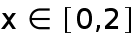 x ∈ [0,2]